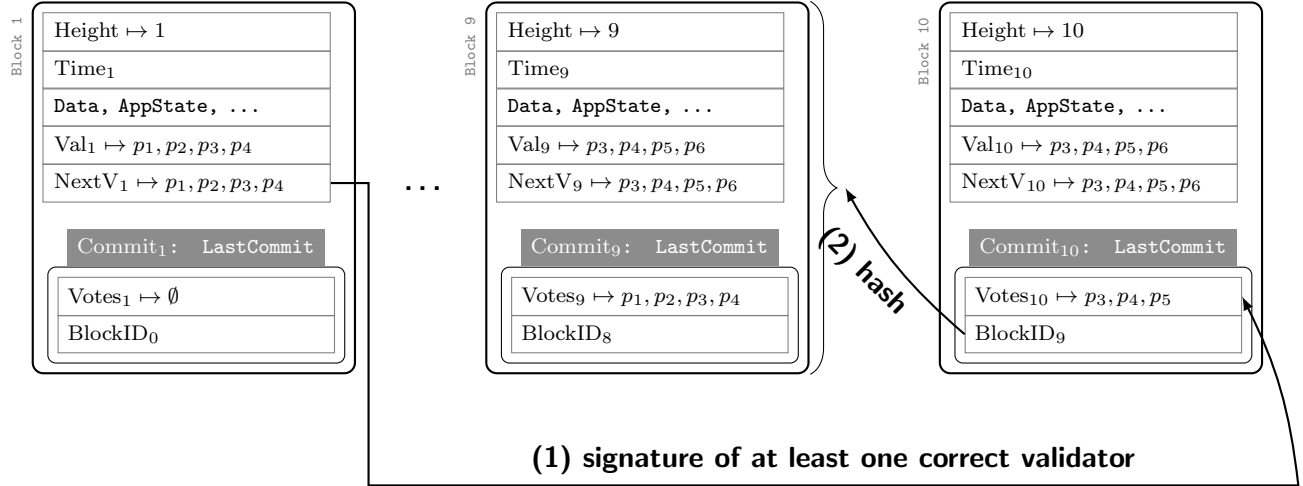 Block 1
Height ↦ 1
Time₁
Data, AppState, ...
Val₁ ↦ p₁, p₂, p₃, p₄
NextV₁ ↦ p₁, p₂, p₃, p₄
Commit₁: LastCommit
Votes₁ ↦ ∅
BlockID₀
...
Block 9
Height ↦ 9
Time₉
Data, AppState, ...
Val₉ ↦ p₃, p₄, p₅, p₆
NextV₉ ↦ p₃, p₄, p₅, p₆
Commit₉: LastCommit
Votes₉ ↦ p₁, p₂, p₃, p₄
BlockID₈
(2) hash
Block 10
Height ↦ 10
Time₁₀
Data, AppState, ...
Val₁₀ ↦ p₃, p₄, p₅, p₆
NextV₁₀ ↦ p₃, p₄, p₅, p₆
Commit₁₀: LastCommit
Votes₁₀ ↦ p₃, p₄, p₅
BlockID₉
(1) signature of at least one correct validator